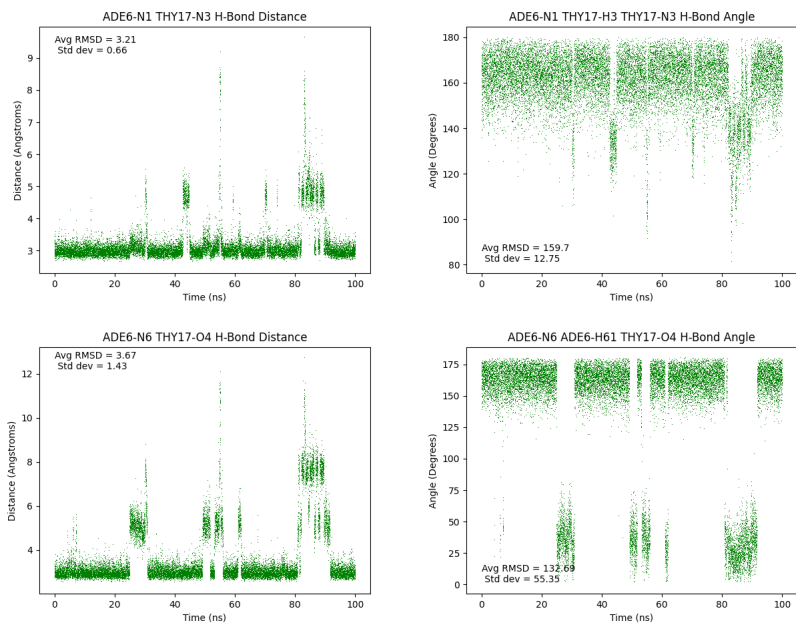 ADE6-N1 THY17-N3 H-Bond Distance
Avg RMSD = 3.21
Std dev = 0.66
9
8
7
6
5
4
3
Distance (Angstroms)
0
20
40
60
80
100
Time (ns)
ADE6-N1 THY17-H3 THY17-N3 H-Bond Angle
180
160
140
120
100
80
Angle (Degrees)
Avg RMSD = 159.7
Std dev = 12.75
0
20
40
60
80
100
Time (ns)
ADE6-N6 THY17-O4 H-Bond Distance
Avg RMSD = 3.67
Std dev = 1.43
12
10
8
6
4
Distance (Angstroms)
0
20
40
60
80
100
Time (ns)
ADE6-N6 ADE6-H61 THY17-O4 H-Bond Angle
175
150
125
100
75
50
25
0
Angle (Degrees)
Avg RMSD = 132.69
Std dev = 55.35
0
20
40
60
80
100
Time (ns)